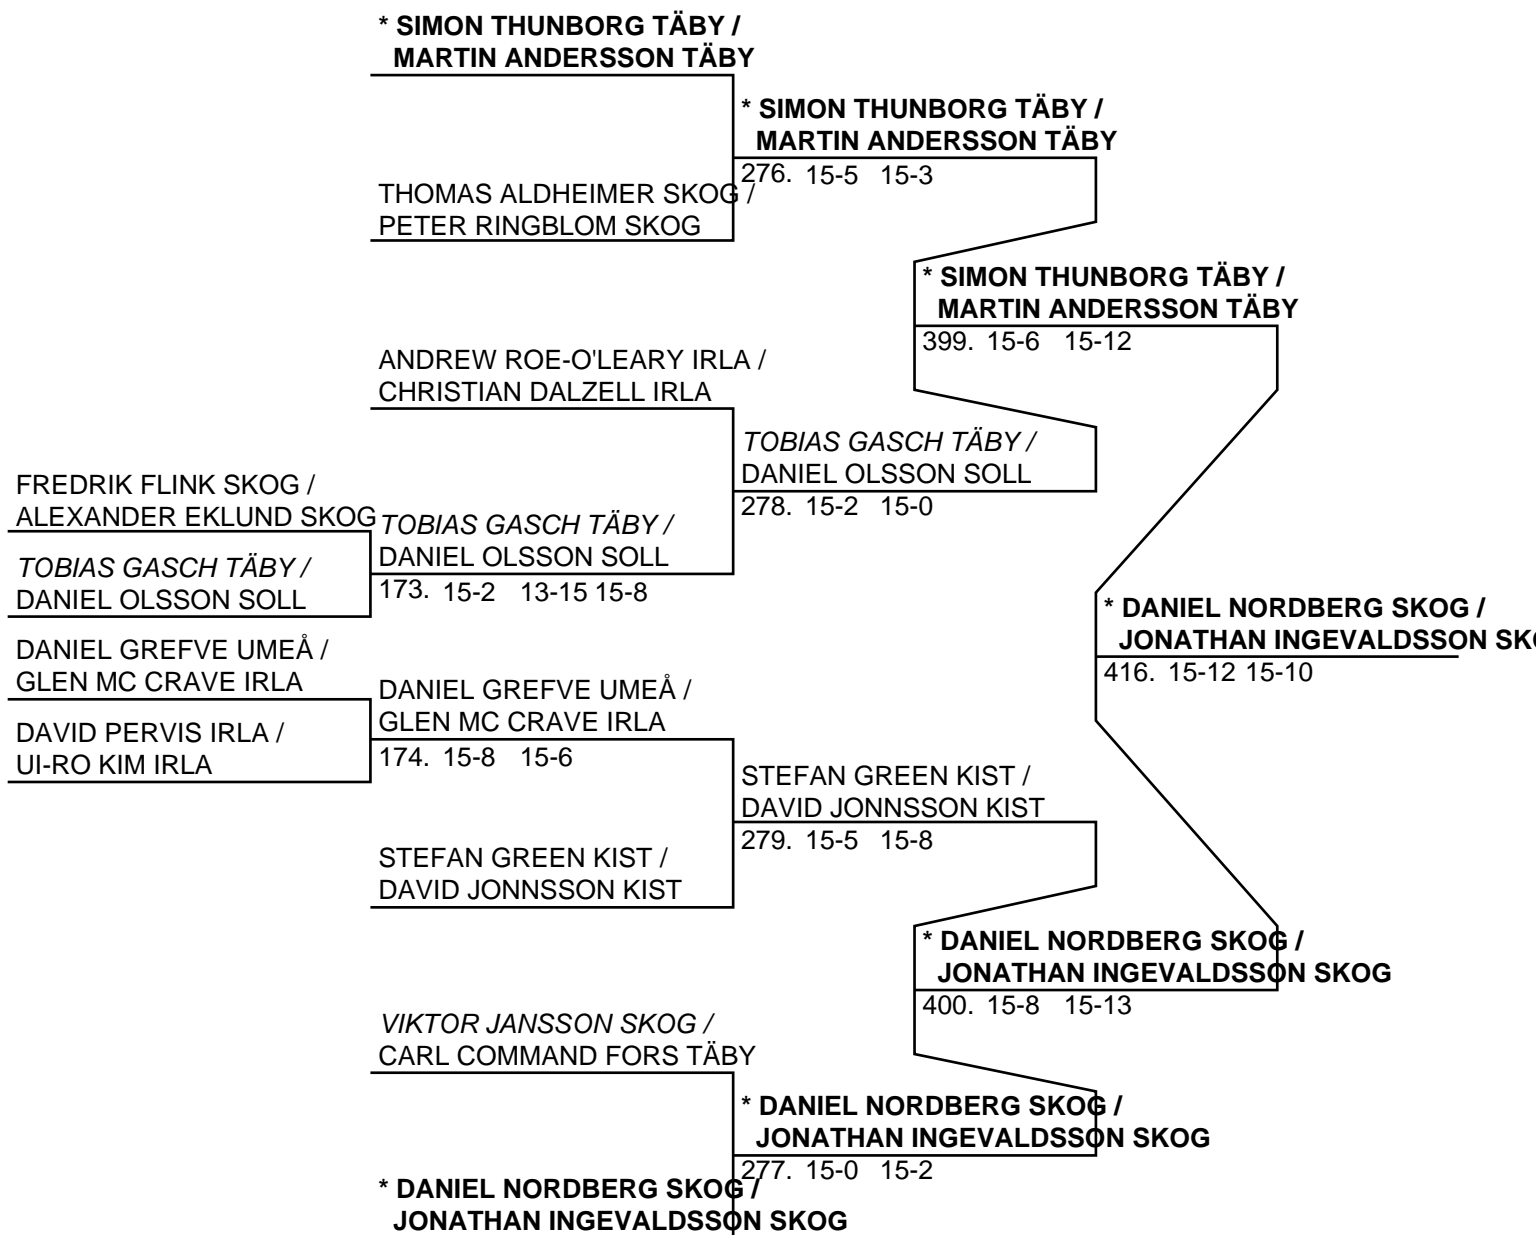 * SIMON THUNBORG TÄBY /
MARTIN ANDERSSON TÄBY
* SIMON THUNBORG TÄBY /
MARTIN ANDERSSON TÄBY
276. 15-5 15-3
THOMAS ALDHEIMER SKOG /
PETER RINGBLOM SKOG
* SIMON THUNBORG TÄBY /
MARTIN ANDERSSON TÄBY
399. 15-6 15-12
ANDREW ROE-O'LEARY IRLA /
CHRISTIAN DALZELL IRLA
TOBIAS GASCH TÄBY /
DANIEL OLSSON SOLL
278. 15-2 15-0
FREDRIK FLINK SKOG /
ALEXANDER EKLUND SKOG
TOBIAS GASCH TÄBY /
DANIEL OLSSON SOLL
173. 15-2 13-15 15-8
TOBIAS GASCH TÄBY /
DANIEL OLSSON SOLL
* DANIEL NORDBERG SKOG /
JONATHAN INGEVALDSSON SKO
416. 15-12 15-10
DANIEL GREFVE UMEÅ /
GLEN MC CRAVE IRLA
DANIEL GREFVE UMEÅ /
GLEN MC CRAVE IRLA
174. 15-8 15-6
DAVID PERVIS IRLA /
UI-RO KIM IRLA
STEFAN GREEN KIST /
DAVID JONNSSON KIST
279. 15-5 15-8
STEFAN GREEN KIST /
DAVID JONNSSON KIST
* DANIEL NORDBERG SKOG /
JONATHAN INGEVALDSSON SKOG
400. 15-8 15-13
VIKTOR JANSSON SKOG /
CARL COMMAND FORS TÄBY
* DANIEL NORDBERG SKOG /
JONATHAN INGEVALDSSON SKOG
277. 15-0 15-2
* DANIEL NORDBERG SKOG /
JONATHAN INGEVALDSSON SKOG